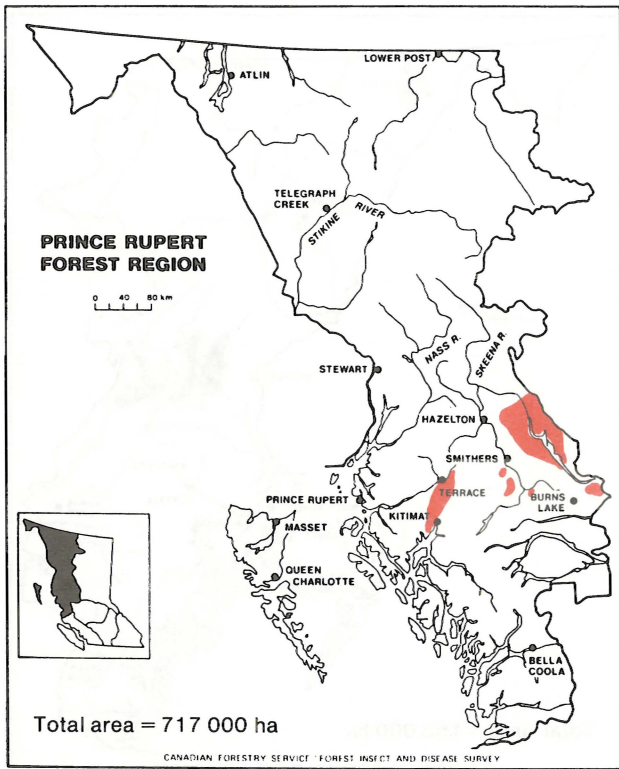 LOWER POST
ATLIN
TELEGRAPH
CREEK
STIKINE RIVER
PRINCE RUPERT
FOREST REGION
0 40 80 km
NASS R.
SKEENA R.
STEWART
HAZELTON
SMITHERS
TERRACE
BURNS
LAKE
PRINCE RUPERT
KITIMAT
MASSET
QUEEN
CHARLOTTE
BELLA
COOLA
Total area = 717 000 ha
CANADIAN FORESTRY SERVICE FOREST INSECT AND DISEASE SURVEY